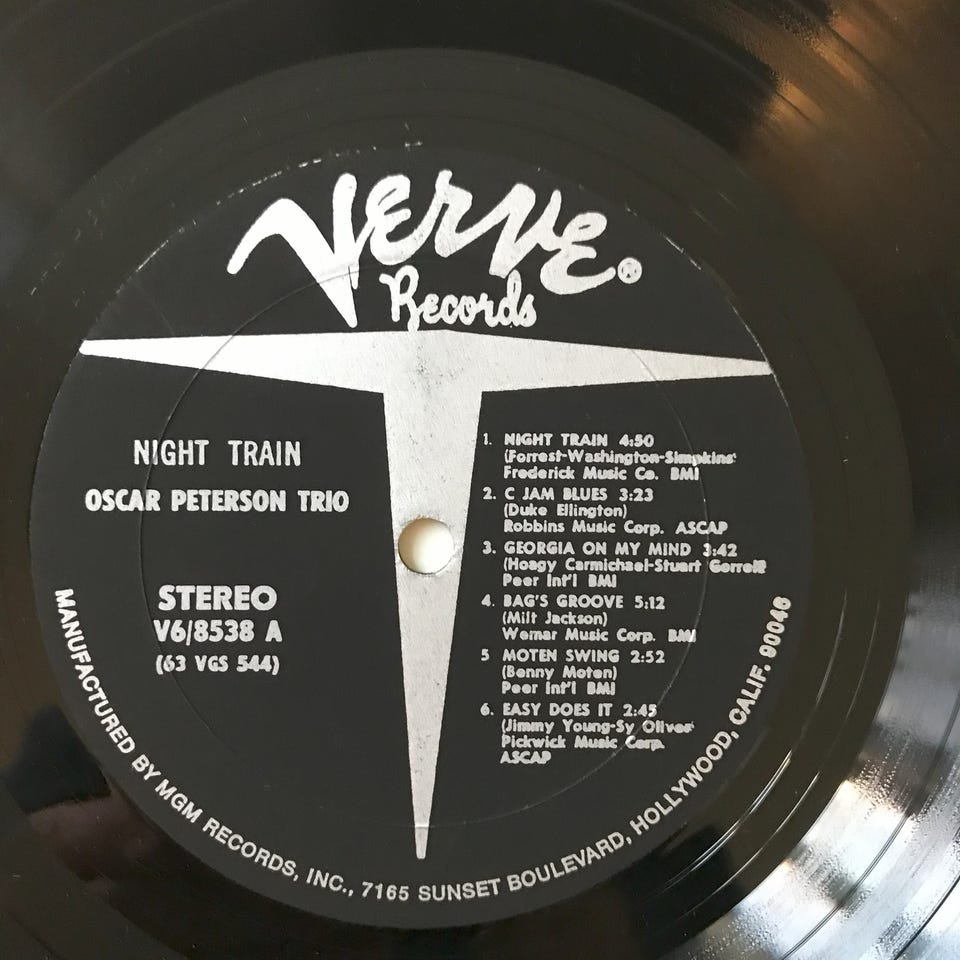 Verve®
Records
NIGHT TRAIN
OSCAR PETERSON TRIO
STEREO
V6/8538 A
(63 VGS 544)
1. NIGHT TRAIN 4:50
(Forrest-Washington-Simpkins
Frederick Music Co. BMI
2. C JAM BLUES 3:23
(Duke Ellington)
Robbins Music Corp. ASCAP
3. GEORGIA ON MY MIND 3:42
(Hoagy Carmichael-Stuart
Peer Int'l BMI
4. BAG'S GROOVE 5:12
(Milt Jackson)
Wemar Music Corp. BMI
5 MOTEN SWING 2:52
(Benny Moten)
Peer Int'l BMI
6. EASY DOES IT 2:45
(Jimmy Young-Sy Oliver
Pickwick Music Corp.
ASCAP
MANUFACTURED BY MGM RECORDS, INC., 7165 SUNSET BOULEVARD, HOLLYWOOD, CALIF. 90046